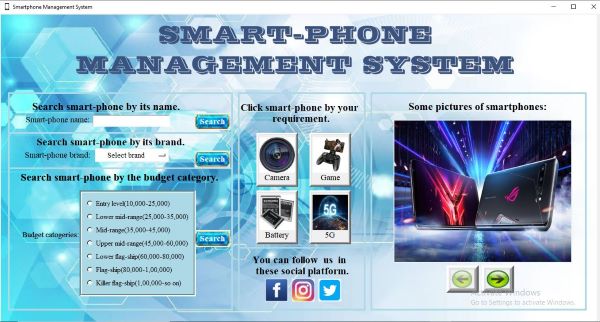 Smartphone Management System
SMART-PHONE
MANAGEMENT SYSTEM
Search smart-phone by its name.
Smart-phone name:
Search
Search smart-phone by its brand.
Smart-phone brand:
Select brand
Search
Search smart-phone by the budget category.
Budget catogeries:
Entry level(10,000-25,000)
Lower mid-range(25,000-35,000)
Mid-range(35,000-45,000)
Upper mid-range(45,000-60,000)
Lower flag-ship(60,000-80,000)
Flag-ship(80,000-1,00,000)
Killer flag-ship(1,00,000-so on)
Search
Click smart-phone by your
requirement.
Camera
Game
Battery
5G
5G
You can follow us in
these social platform.
Some pictures of smartphones:
Activate Windows
Go to Settings to activate Windows.